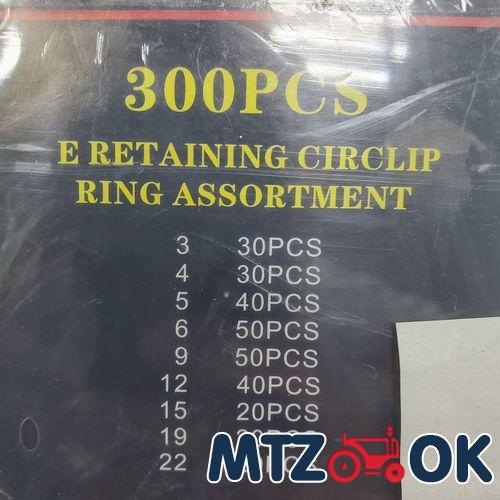 300PCS
E RETAINING CIRCLIP
RING ASSORTMENT
3 30PCS
4 30PCS
5 40PCS
6 50PCS
9 50PCS
12 40PCS
15 20PCS
19
22
MTZ OK